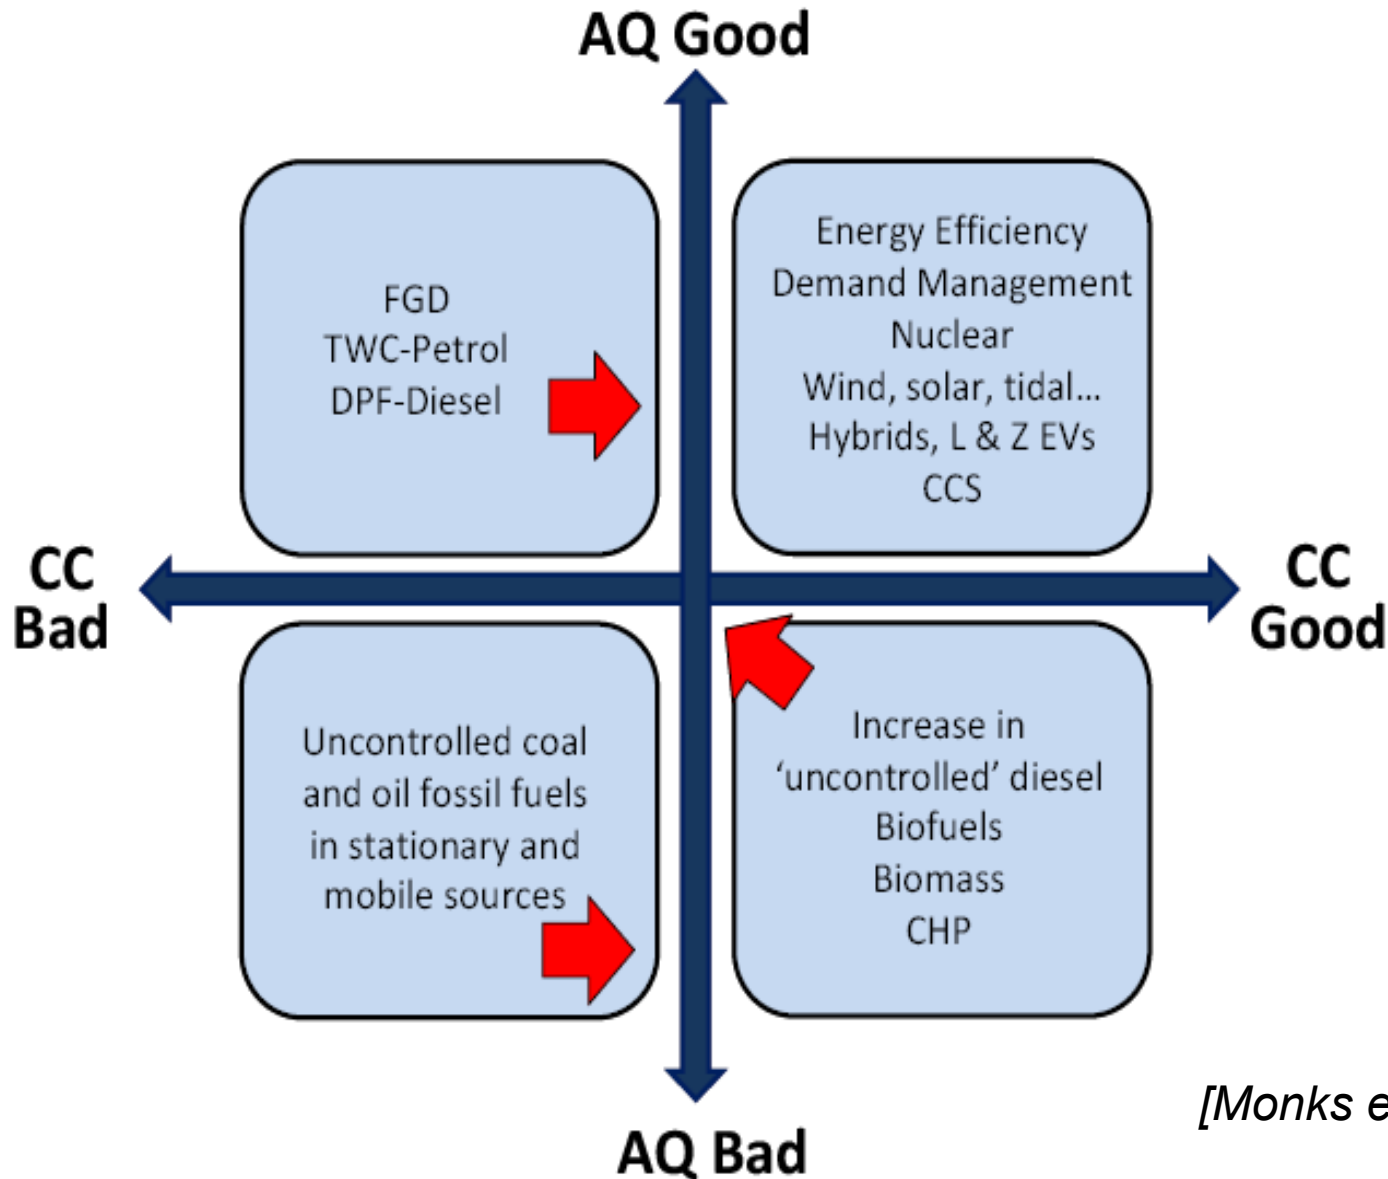 AQ Good
FGD
TWC-Petrol
DPF-Diesel
Energy Efficiency
Demand Management
Nuclear
Wind, solar, tidal...
Hybrids, L & Z EVs
CCS
CC
Bad
CC
Good
Uncontrolled coal
and oil fossil fuels
in stationary and
mobile sources
Increase in
‘uncontrolled’ diesel
Biofuels
Biomass
CHP
[Monks e
AQ Bad